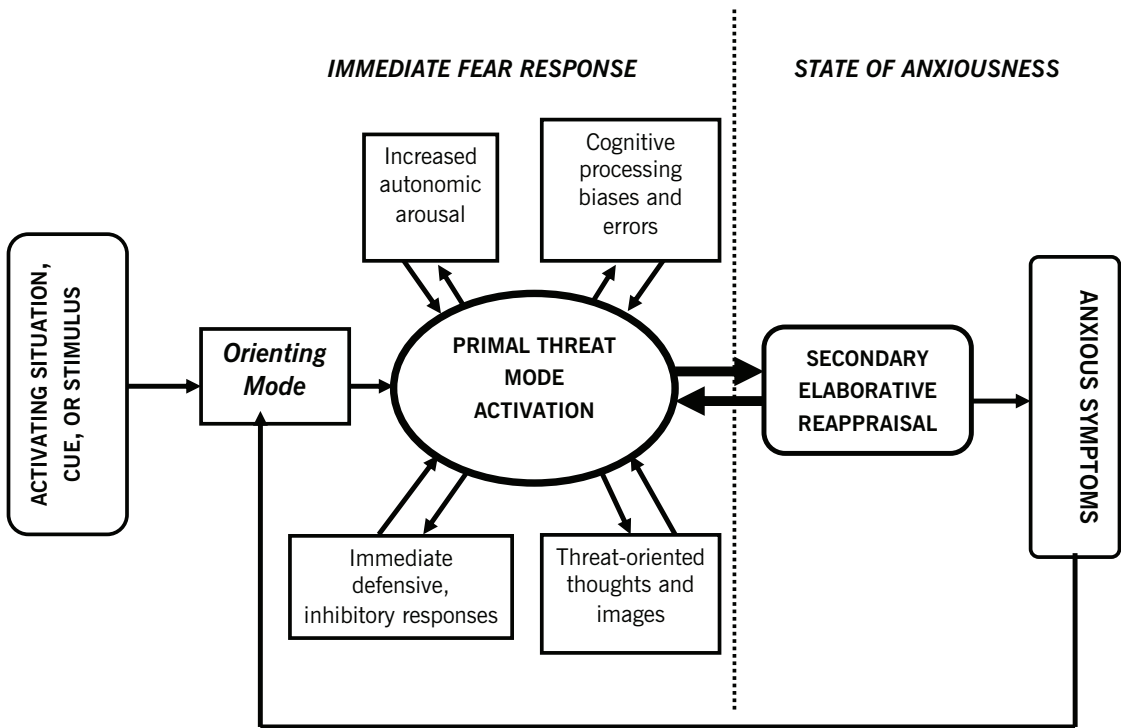 IMMEDIATE FEAR RESPONSE
STATE OF ANXIOUSNESS
Increased
autonomic
arousal
Cognitive
processing
biases and
errors
ACTIVATING SITUATION,
CUE, OR STIMULUS
Orienting
Mode
PRIMAL THREAT
MODE
ACTIVATION
SECONDARY
ELABORATIVE
REAPPRAISAL
ANXIOUS SYMPTOMS
Immediate
defensive,
inhibitory responses
Threat-oriented
thoughts and
images